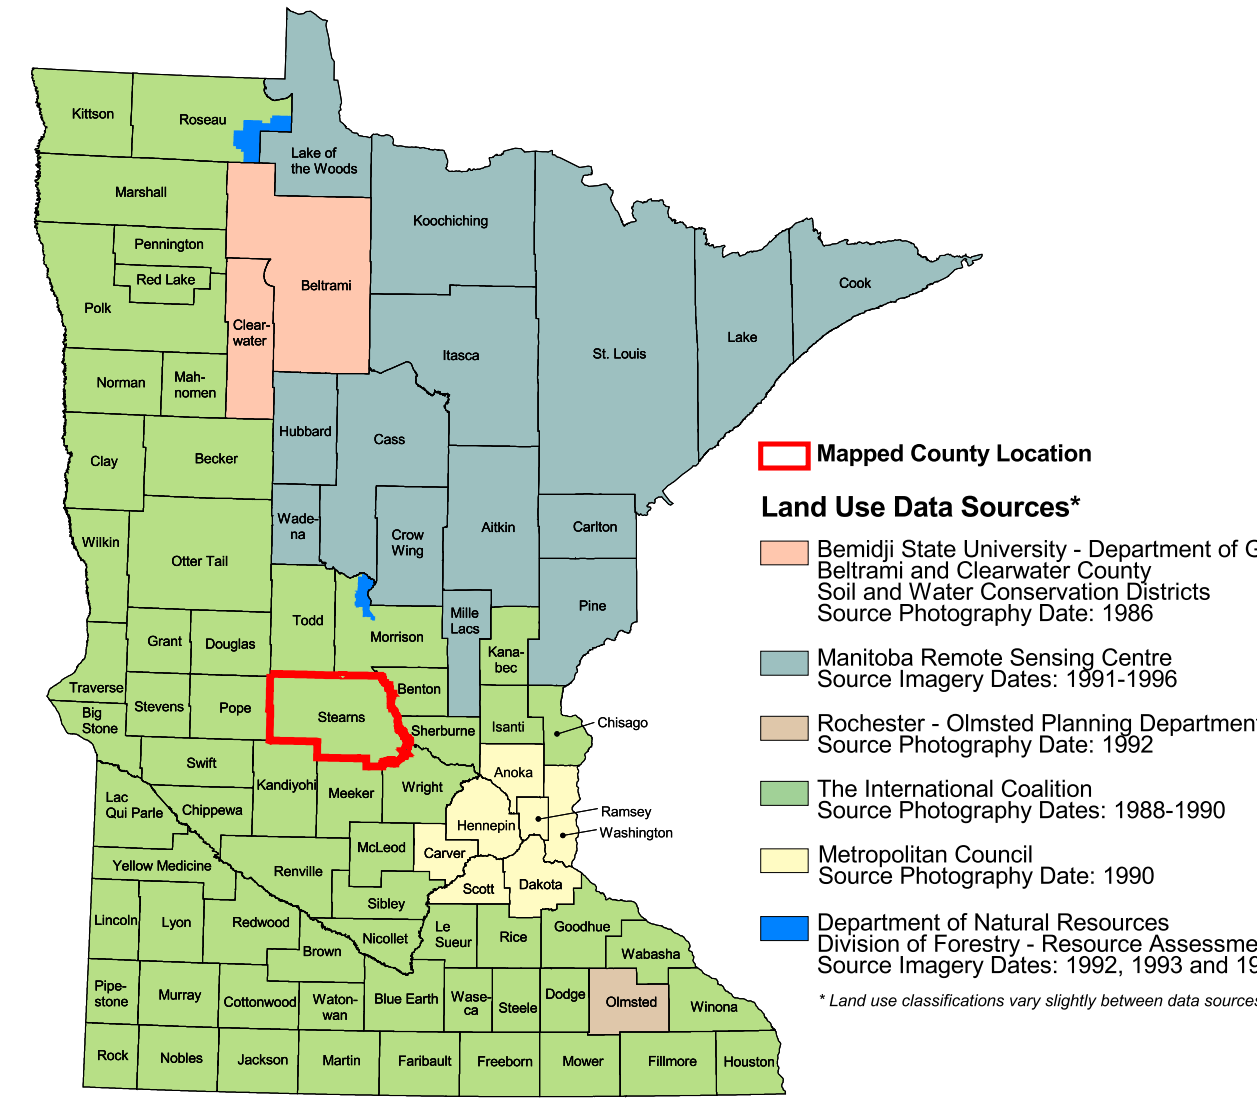 Kittson
Roseau
Lake of
the Woods
Marshall
Koochiching
Pennington
Red Lake
Beltrami
Cook
Polk
Clear-
water
Lake
Itasca
St. Louis
Norman
Mah-
nomen
Hubbard
Cass
Clay
Becker
Wade-
na
Crow
Wing
Aitkin
Carlton
Wilkin
Otter Tail
Pine
Todd
Mille
Lacs
Morrison
Grant
Douglas
Kana-
bec
Traverse
Benton
Stevens
Pope
Stearns
Big
Stone
Sherburne
Isanti
Chisago
Swift
Anoka
Kandiyohi
Meeker
Wright
Lac
Qui Parle
Chippewa
Ramsey
Hennepin
Washington
McLeod
Carver
Yellow Medicine
Renville
Scott
Dakota
Sibley
Lincoln
Lyon
Redwood
Nicollet
Le
Sueur
Rice
Goodhue
Brown
Wabasha
Pipe-
stone
Murray
Cottonwood
Waton-
wan
Blue Earth
Wase-
ca
Steele
Dodge
Olmsted
Winona
Rock
Nobles
Jackson
Martin
Faribault
Freeborn
Mower
Fillmore
Houston
Mapped County Location
Land Use Data Sources*
Bemidji State University - Department of G
Beltrami and Clearwater County
Soil and Water Conservation Districts
Source Photography Date: 1986
Manitoba Remote Sensing Centre
Source Imagery Dates: 1991-1996
Rochester - Olmsted Planning Department
Source Photography Date: 1992
The International Coalition
Source Photography Dates: 1988-1990
Metropolitan Council
Source Photography Date: 1990
Department of Natural Resources
Division of Forestry - Resource Assessme
Source Imagery Dates: 1992, 1993 and 19
* Land use classifications vary slightly between data sources